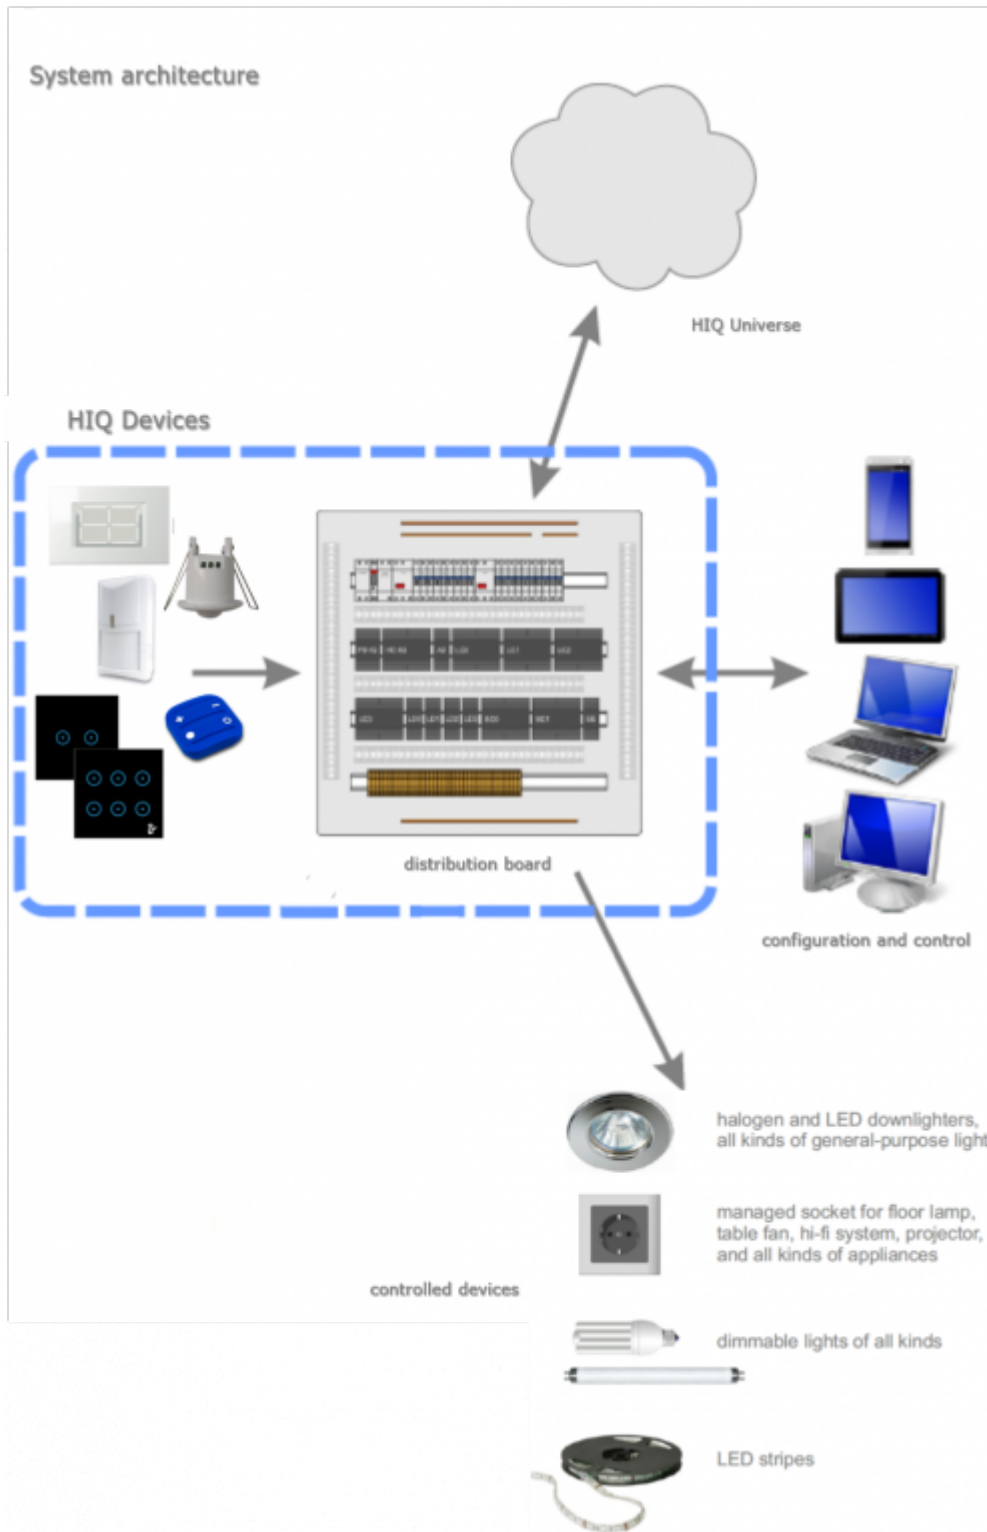 System architecture
HIQ Universe
HIQ Devices
distribution board
configuration and control
halogen and LED downlighters,
all kinds of general-purpose light
managed socket for floor lamp,
table fan, hi-fi system, projector,
and all kinds of appliances
controlled devices
dimmable lights of all kinds
LED stripes